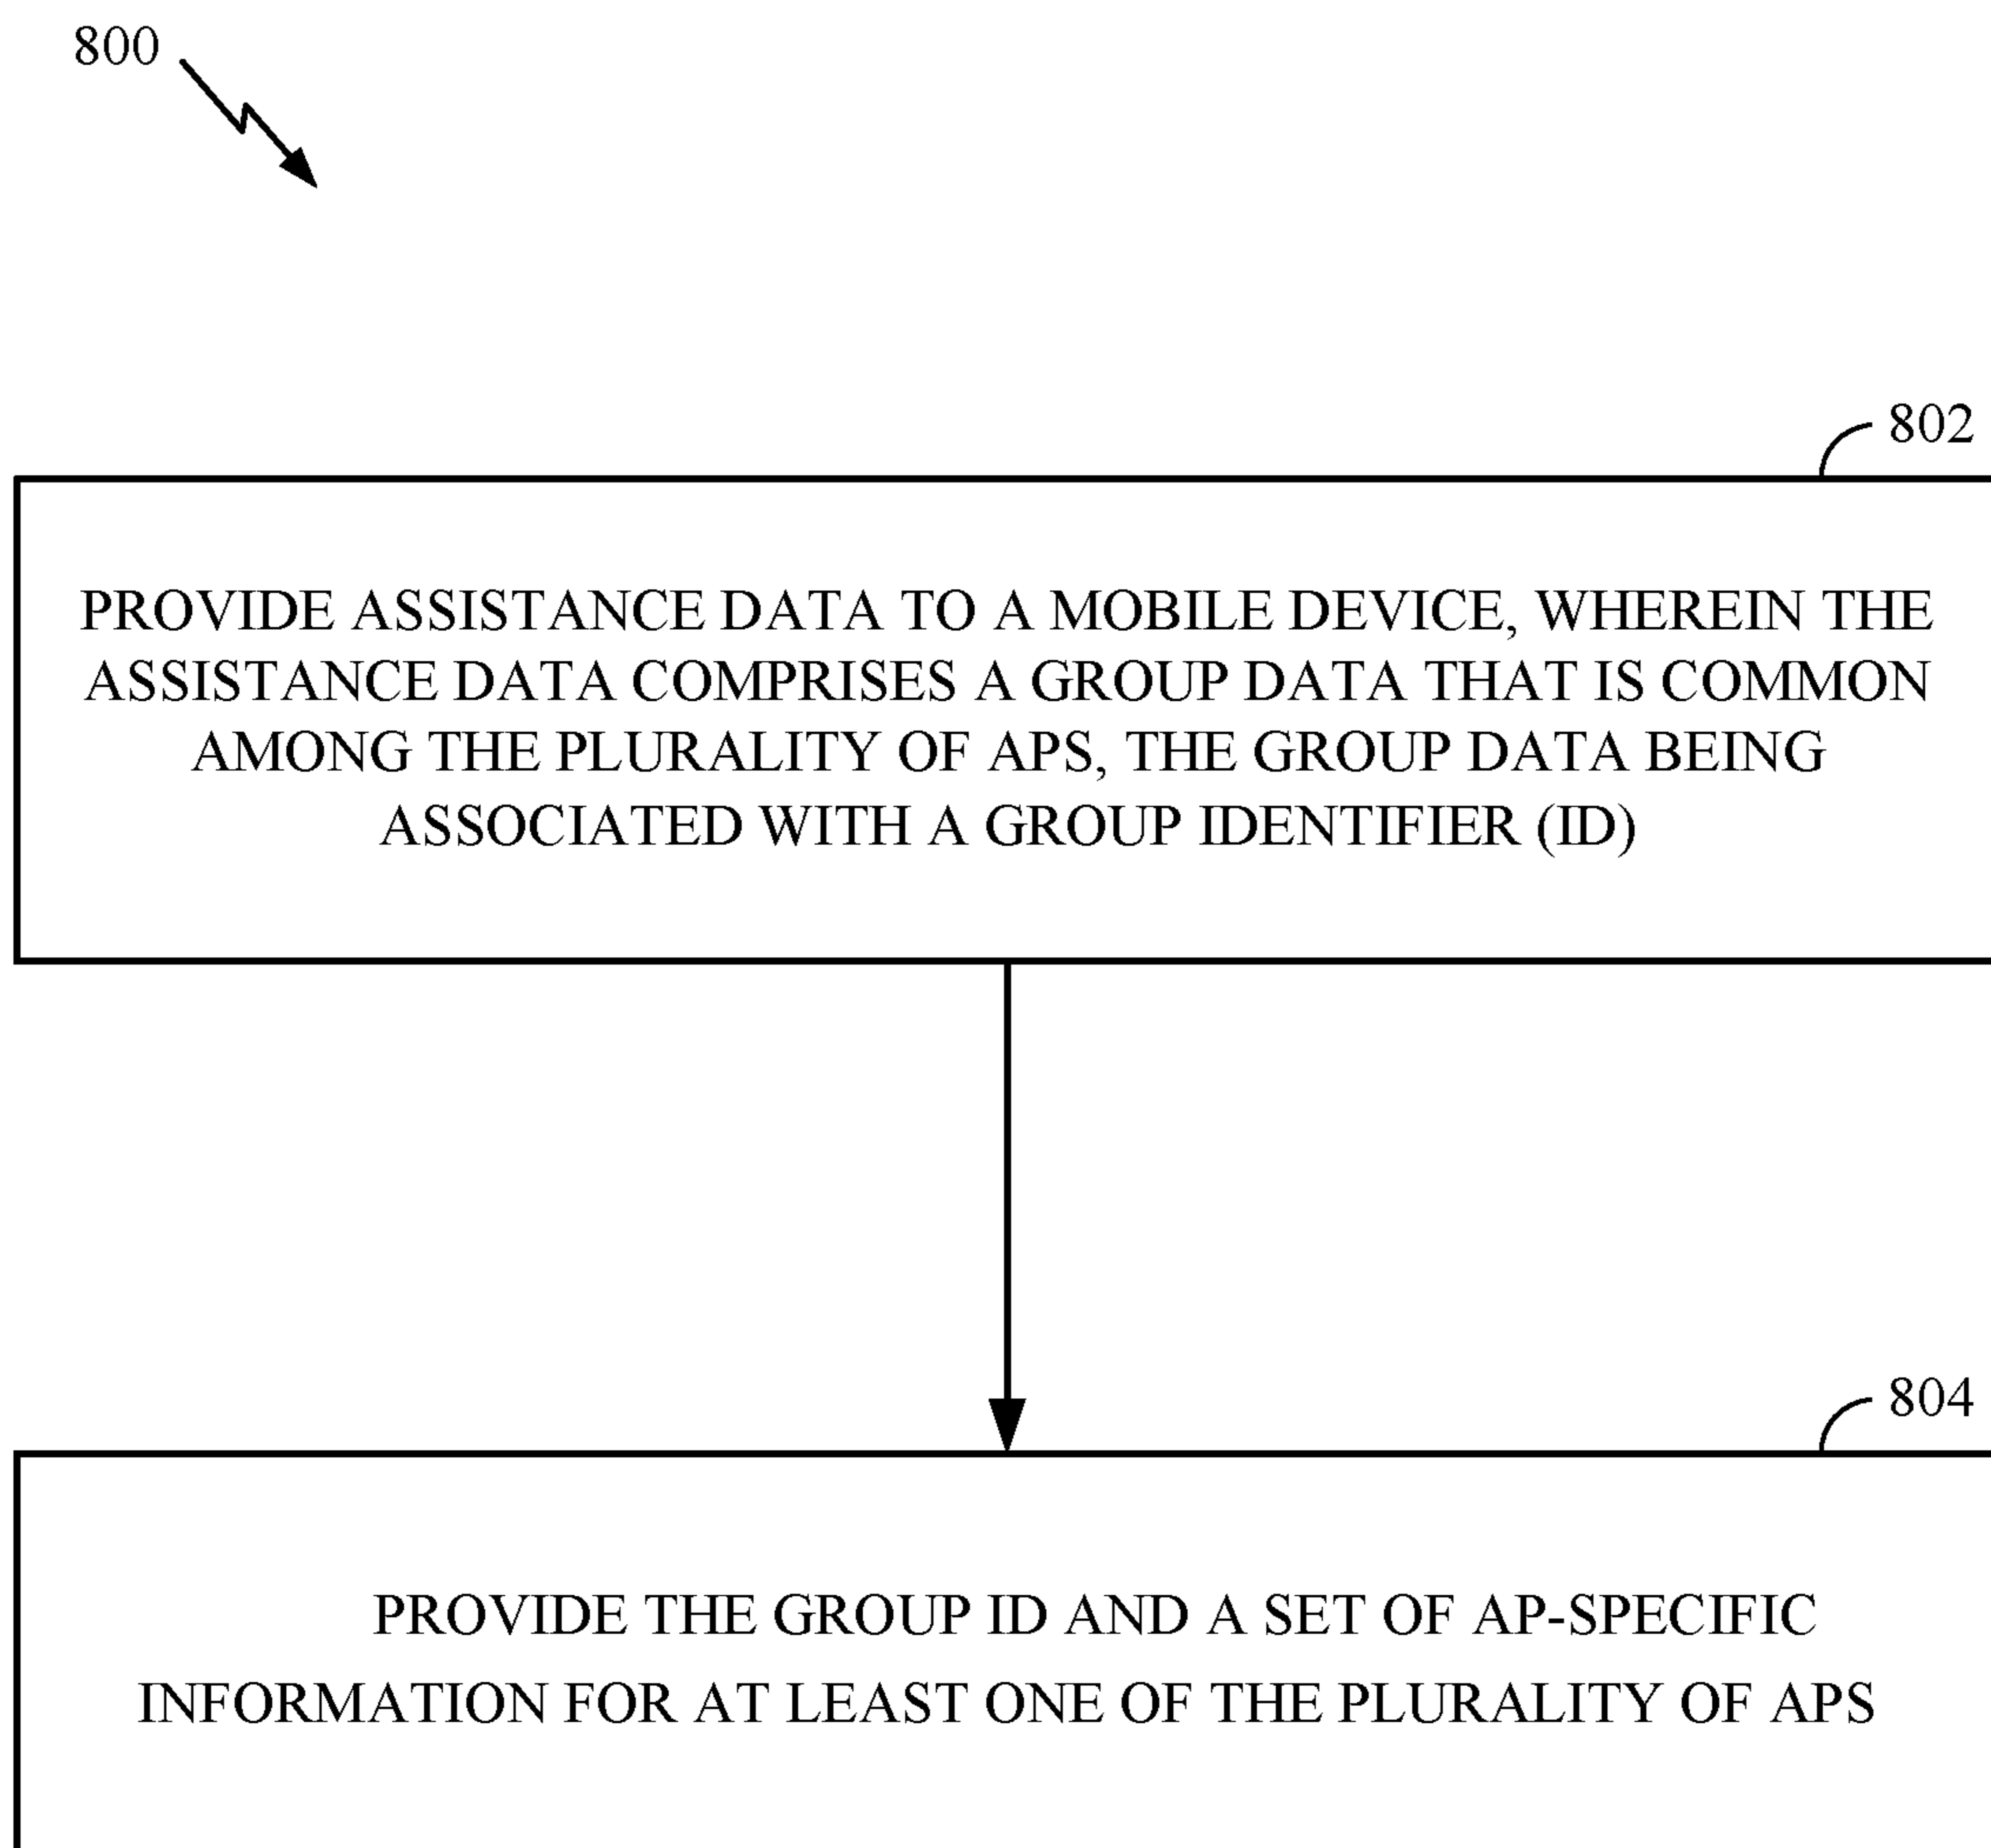 800
802
PROVIDE ASSISTANCE DATA TO A MOBILE DEVICE, WHEREIN THE
ASSISTANCE DATA COMPRISES A GROUP DATA THAT IS COMMON
AMONG THE PLURALITY OF APS, THE GROUP DATA BEING
ASSOCIATED WITH A GROUP IDENTIFIER (ID)
804
PROVIDE THE GROUP ID AND A SET OF AP-SPECIFIC
INFORMATION FOR AT LEAST ONE OF THE PLURALITY OF APS